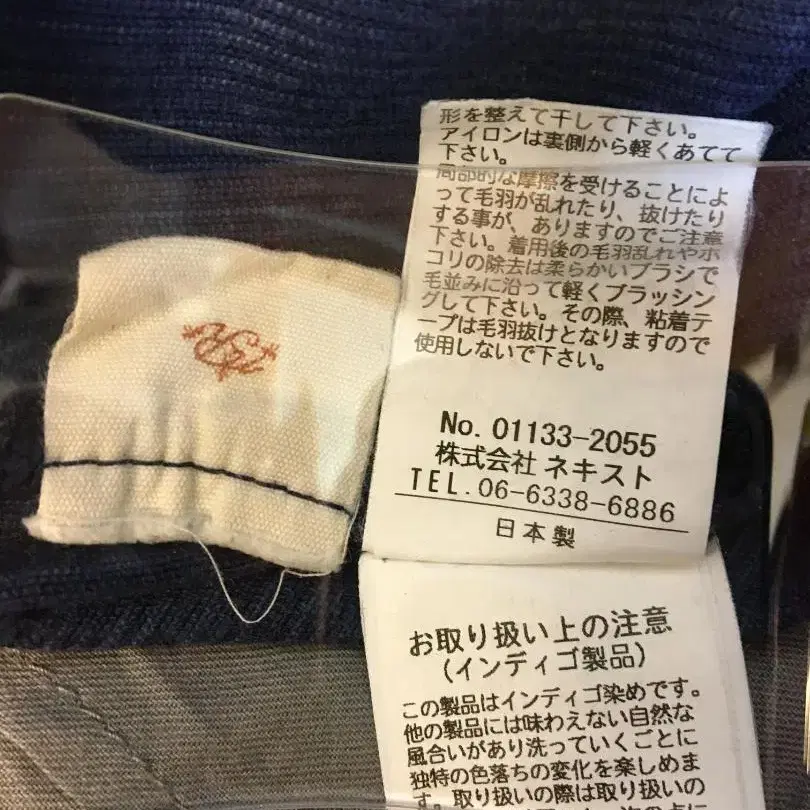 形を整えて干して下さい。
アイロンは裏側から軽くあてて
下さい。
局部的な摩擦を受けることによ
って毛羽が乱れたり、抜けたり
する事が、ありますのでご注意
下さい。着用後の毛羽乱れやホ
コリの除去は柔らかいブラシで
毛並みに沿って軽くブラッシン
グして下さい。その際、粘着テ
ープは毛羽抜けとなりますので
使用しないで下さい。
No. 01133-2055
株式会社 ネキスト
TEL. 06-6338-6886
日本製
お取り扱い上の注意
(インディゴ製品)
この製品はインディゴ染めです。
他の製品には味わえない自然な
風合いがあり洗っていくごとに
独特の色落ちの変化を楽しめま
す。取り扱いの際は取り扱いの